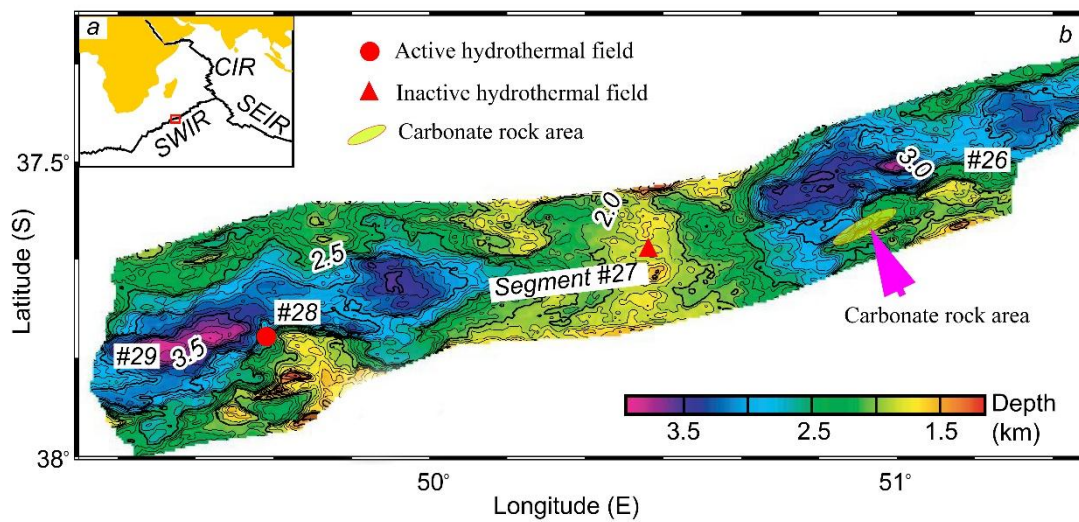 a
CIR
SWIR
SEIR
Active hydrothermal field
Inactive hydrothermal field
Carbonate rock area
b
37.5°
3.0
#26
2.0
2.5
Segment #27
#28
#29
3.5
Carbonate rock area
Depth
(km)
3.5
2.5
1.5
38°
50°
51°
Latitude (S)
Longitude (E)